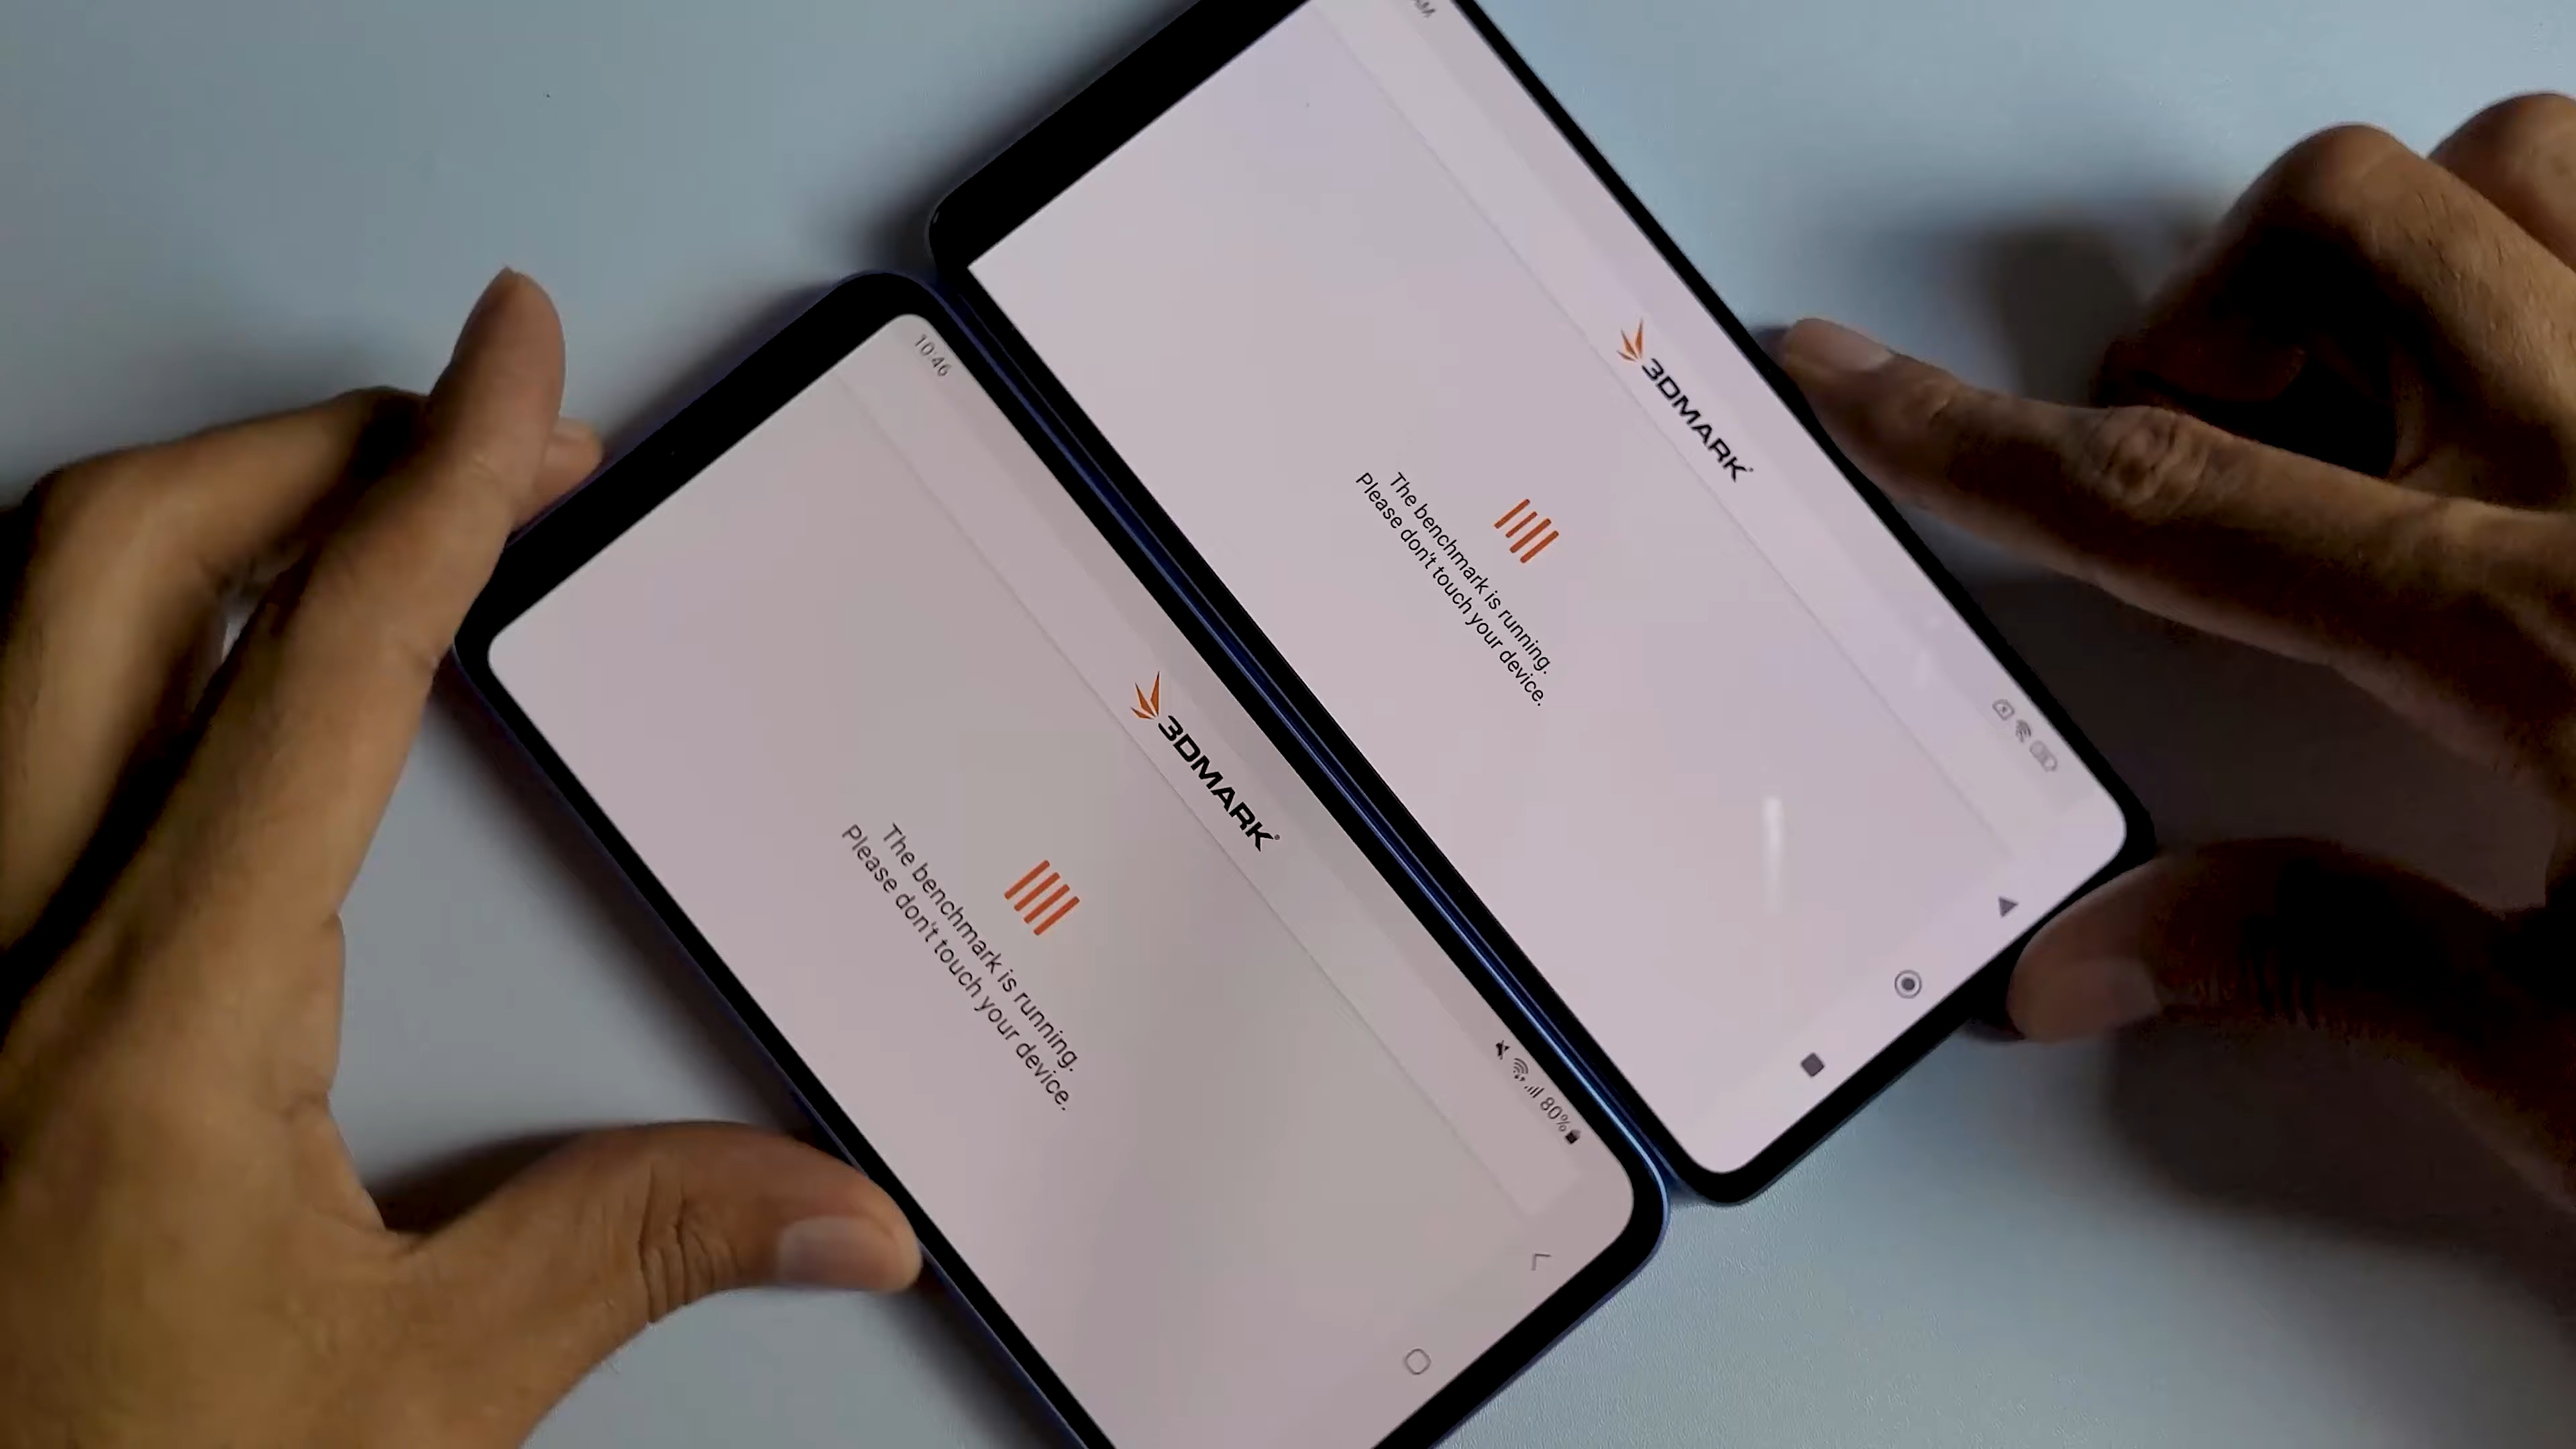 10:46
80%
3DMARK
The benchmark is running.
Please don't touch your device.
AM
3DMARK
The benchmark is running.
Please don't touch your device.